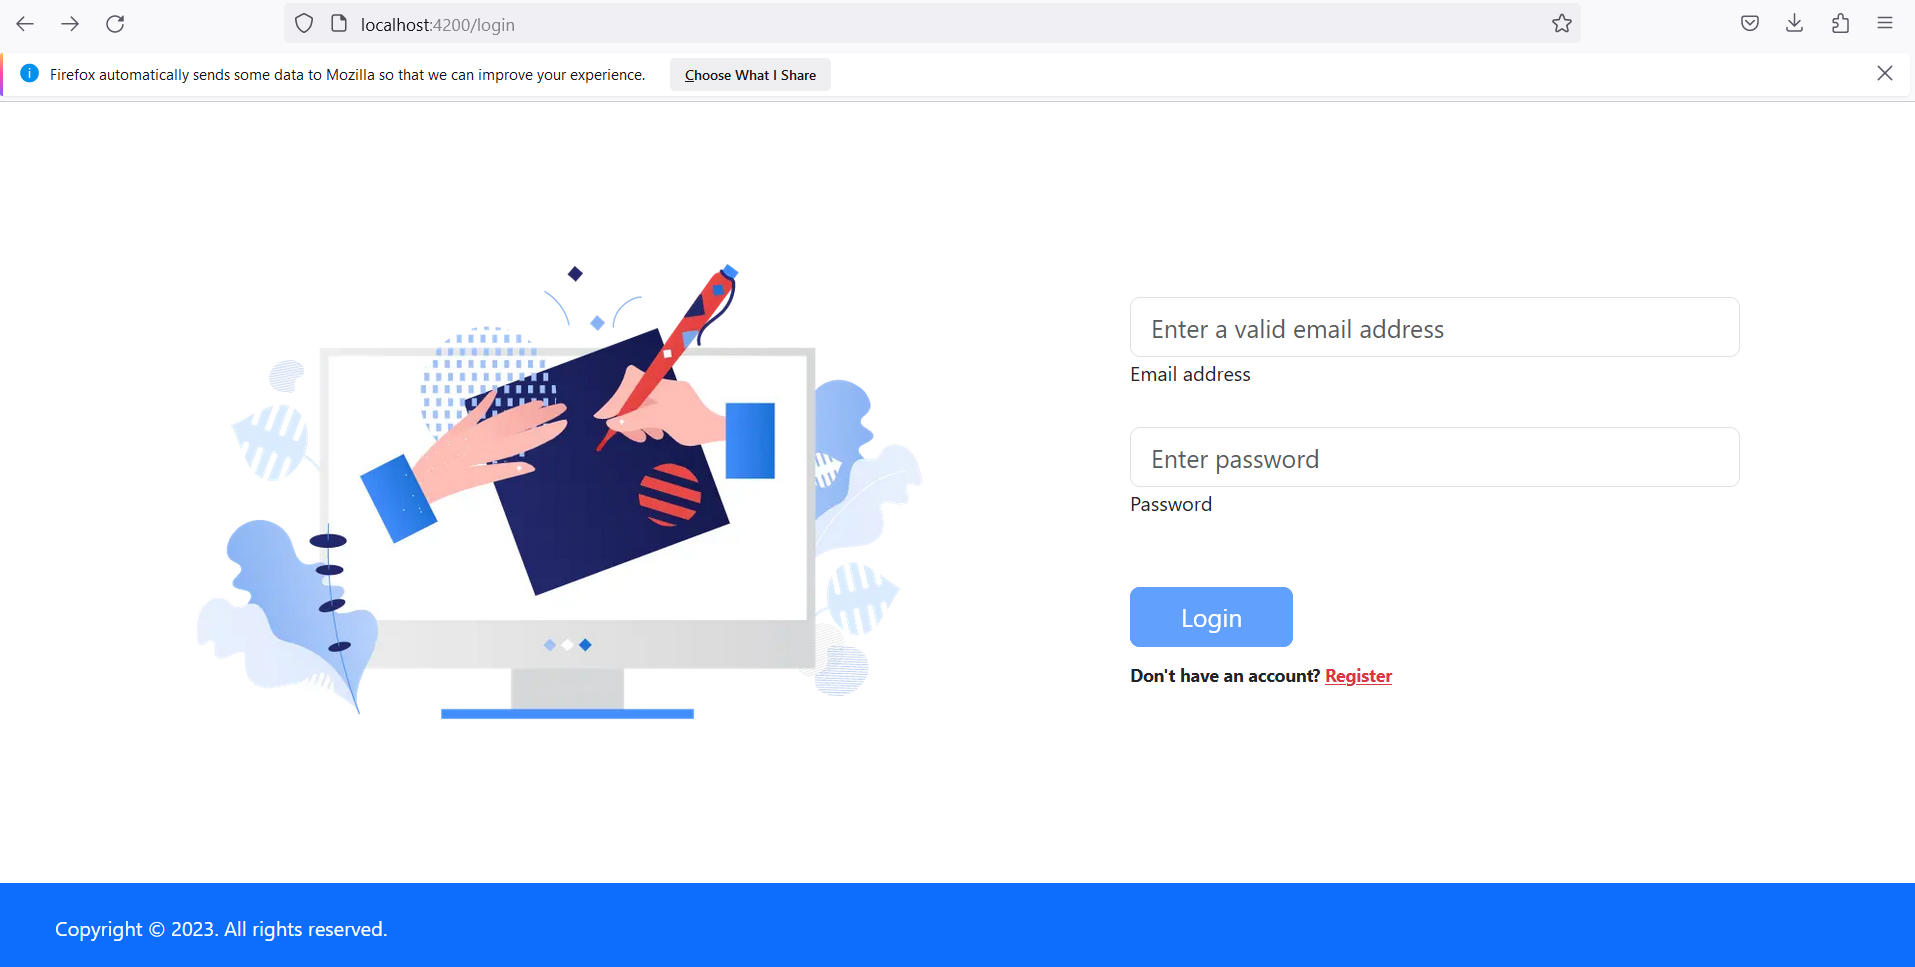 localhost:4200/login
Firefox automatically sends some data to Mozilla so that we can improve your experience. Choose What I Share
Enter a valid email address
Email address
Enter password
Password
Login
Don't have an account? Register
Copyright © 2023. All rights reserved.